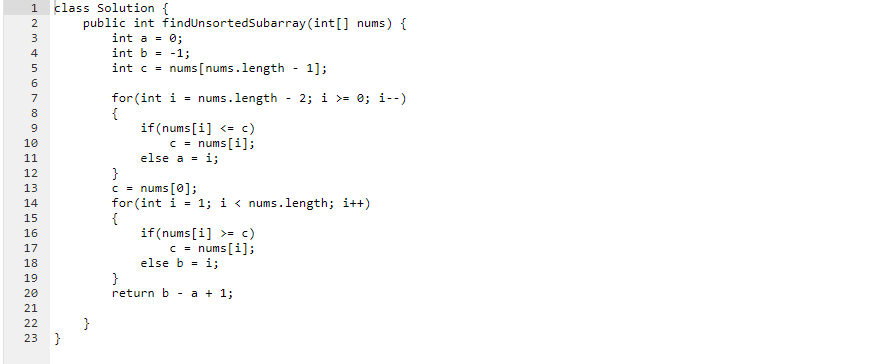 1 class Solution {
2     public int findUnsortedSubarray(int[] nums) {
3         int a = 0;
4         int b = -1;
5         int c = nums[nums.length - 1];
6
7         for(int i = nums.length - 2; i >= 0; i--)
8         {
9             if(nums[i] <= c)
10                 c = nums[i];
11             else a = i;
12         }
13         c = nums[0];
14         for(int i = 1; i < nums.length; i++)
15         {
16             if(nums[i] >= c)
17                 c = nums[i];
18             else b = i;
19         }
20         return b - a + 1;
21
22     }
23 }